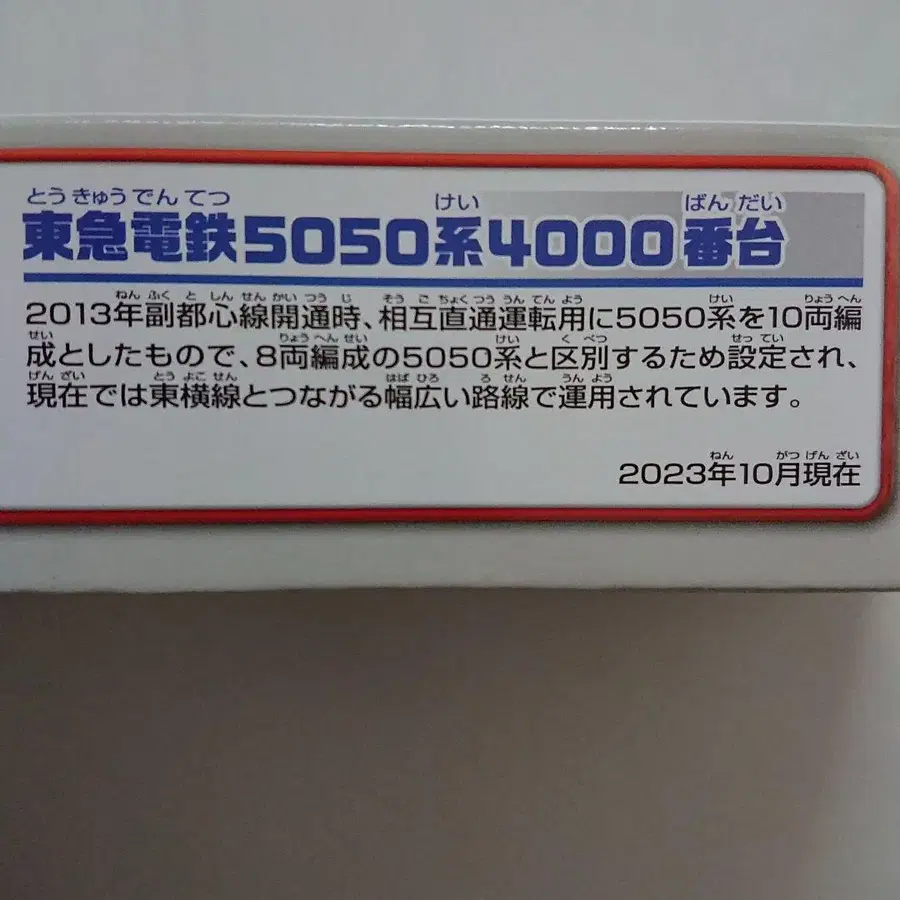 とうきゅうでんてつ けい ばんだい
東急電鉄5050系4000番台
ねん ふく と しん せん かい つう じ そう ご ちょく つう うん てん よう けい りょう へん
2013年副都心線開通時、相互直通運転用に5050系を10両編
せい りょう へん せい けい く べつ せっ てい
成としたもので、8両編成の5050系と区別するため設定され、
げん ざい とう よこ せん はば ひろ ろ せん うん よう
現在では東横線とつながる幅広い路線で運用されています。
ねん がつ げん ざい
2023年10月現在